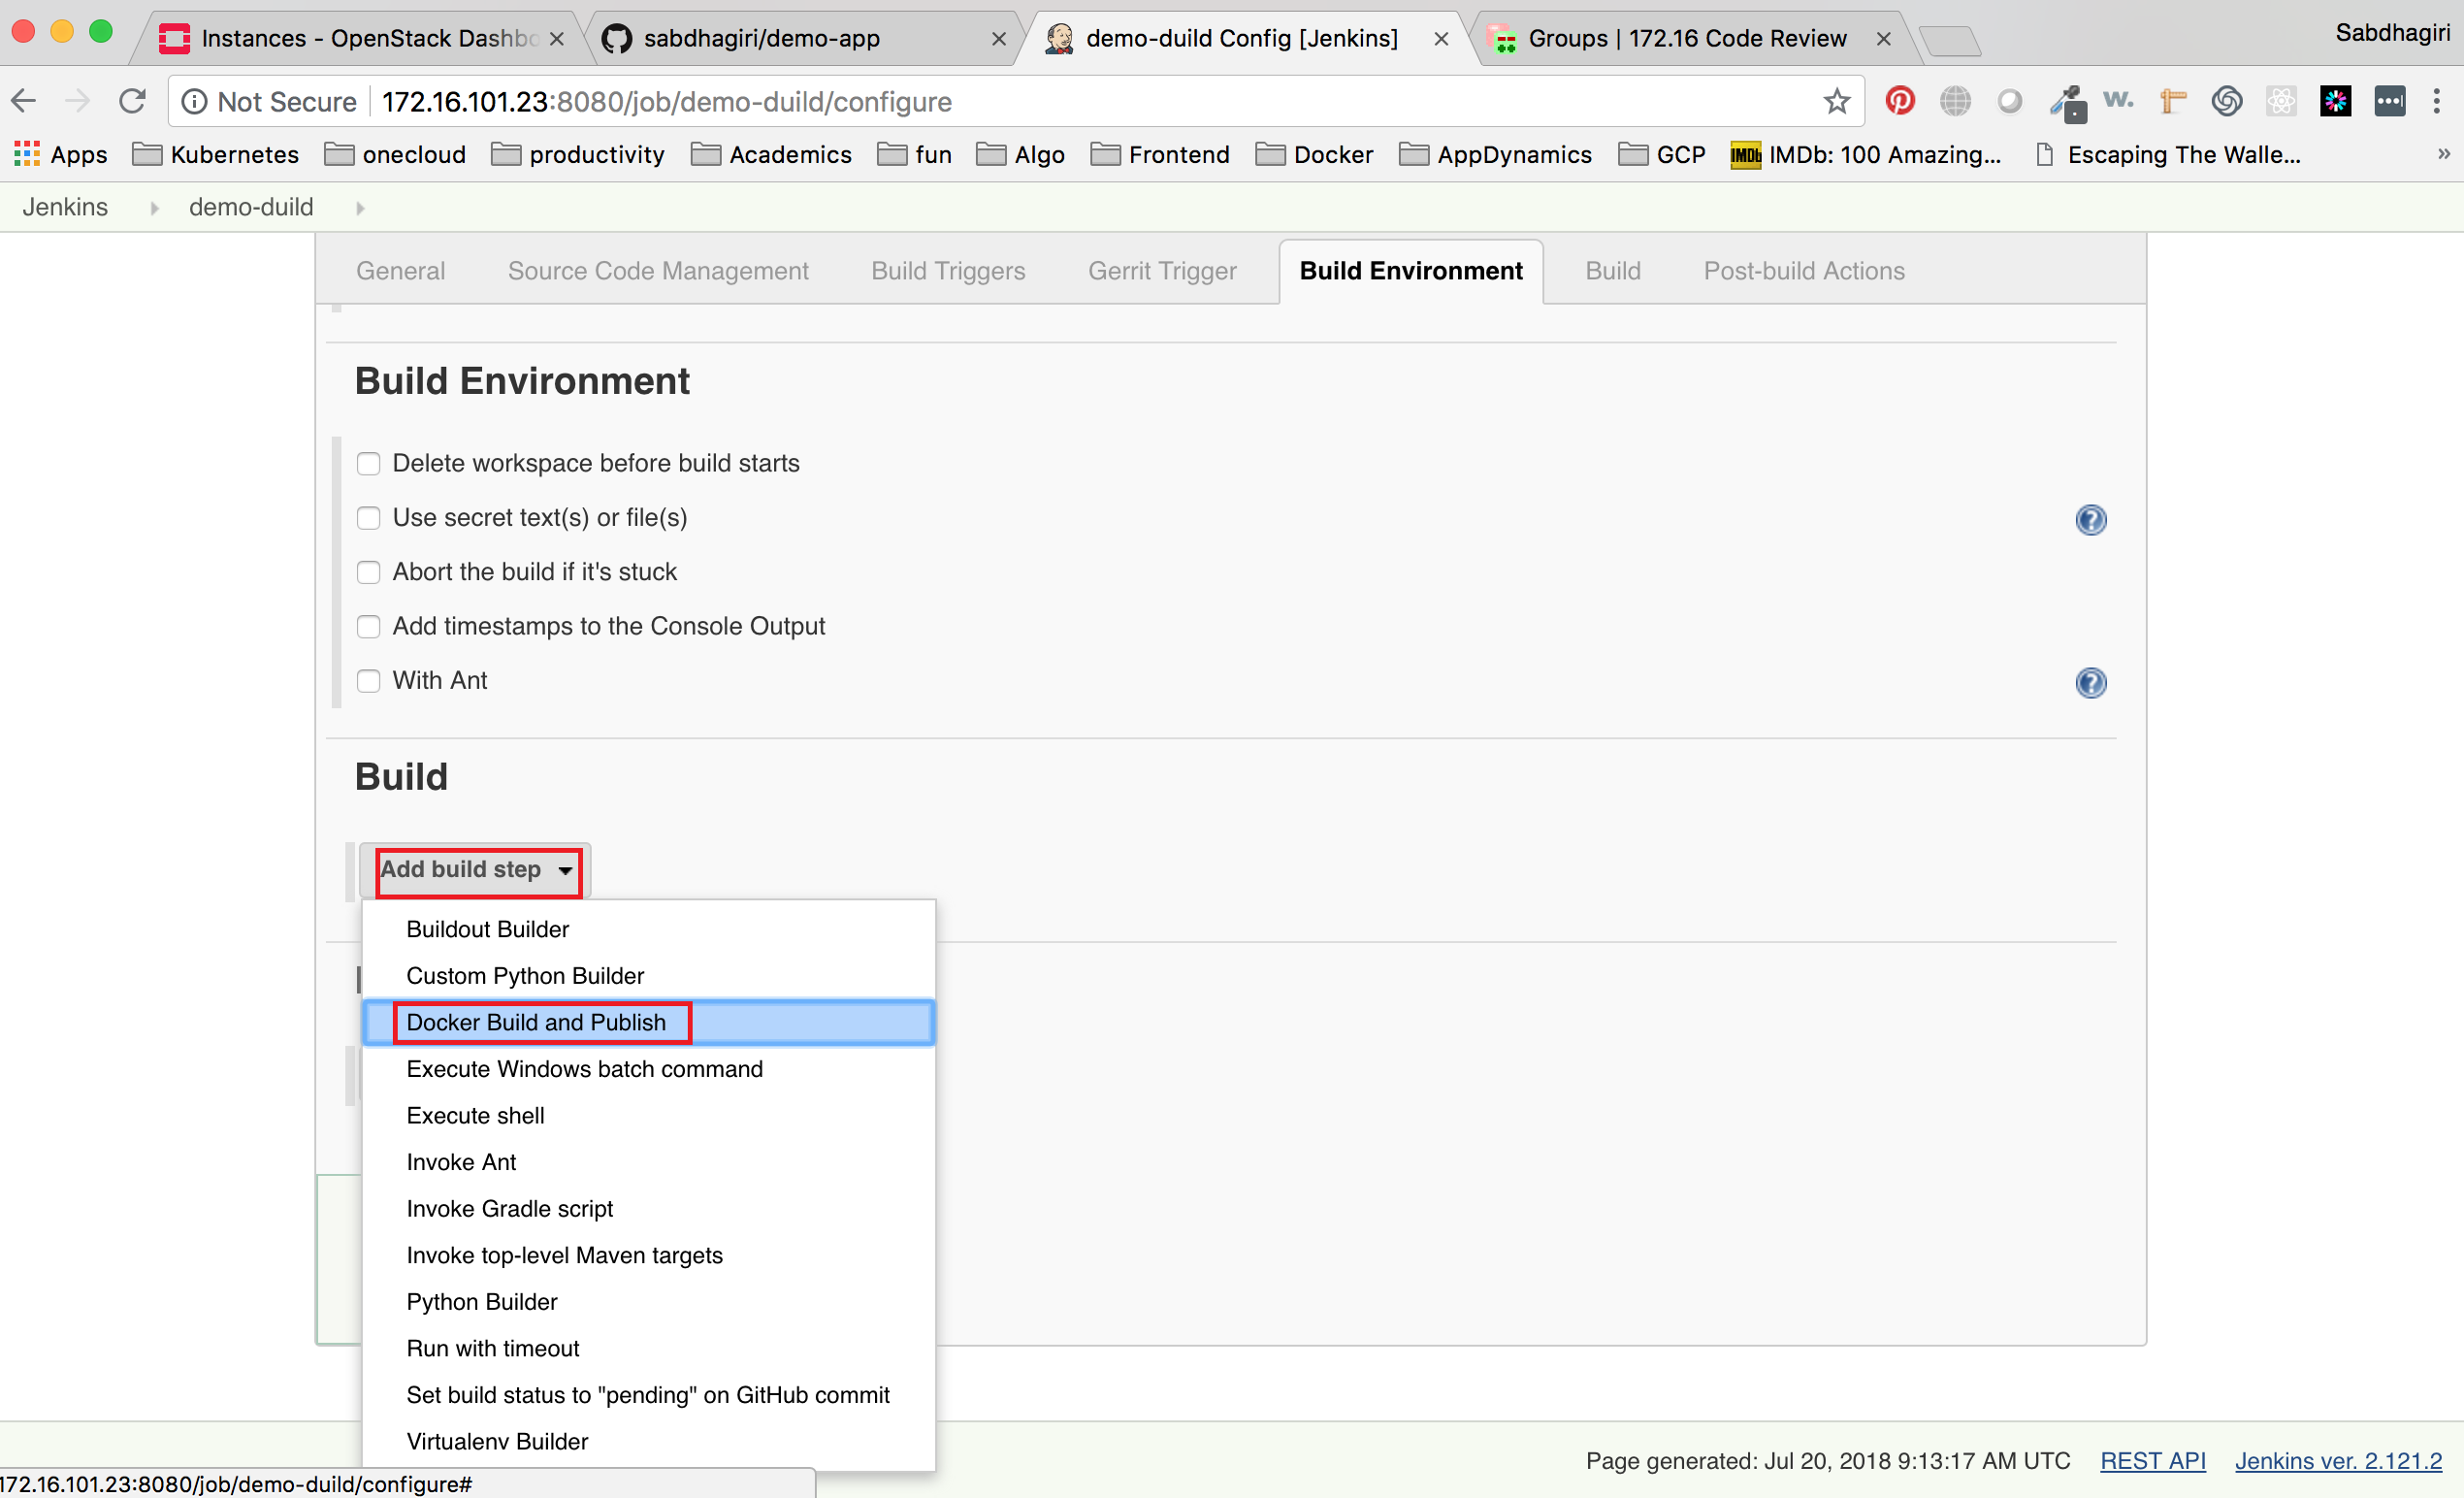 Instances - OpenStack Dashbo
sabdhagiri/demo-app
demo-duild Config [Jenkins]
Groups | 172.16 Code Review
Sabdhagiri
Not Secure
172.16.101.23:8080/job/demo-duild/configure
w.
Apps
Kubernetes
onecloud
productivity
Academics
fun
Algo
Frontend
Docker
AppDynamics
GCP
IMDb
IMDb: 100 Amazing...
Escaping The Walle...
»
Jenkins
demo-duild
General
Source Code Management
Build Triggers
Gerrit Trigger
Build Environment
Build
Post-build Actions
Build Environment
Delete workspace before build starts
Use secret text(s) or file(s)
?
Abort the build if it's stuck
Add timestamps to the Console Output
With Ant
?
Build
Add build step
Buildout Builder
Custom Python Builder
Docker Build and Publish
Execute Windows batch command
Execute shell
Invoke Ant
Invoke Gradle script
Invoke top-level Maven targets
Python Builder
Run with timeout
Set build status to "pending" on GitHub commit
Virtualenv Builder
Page generated: Jul 20, 2018 9:13:17 AM UTC
REST API
Jenkins ver. 2.121.2
172.16.101.23:8080/job/demo-duild/configure#